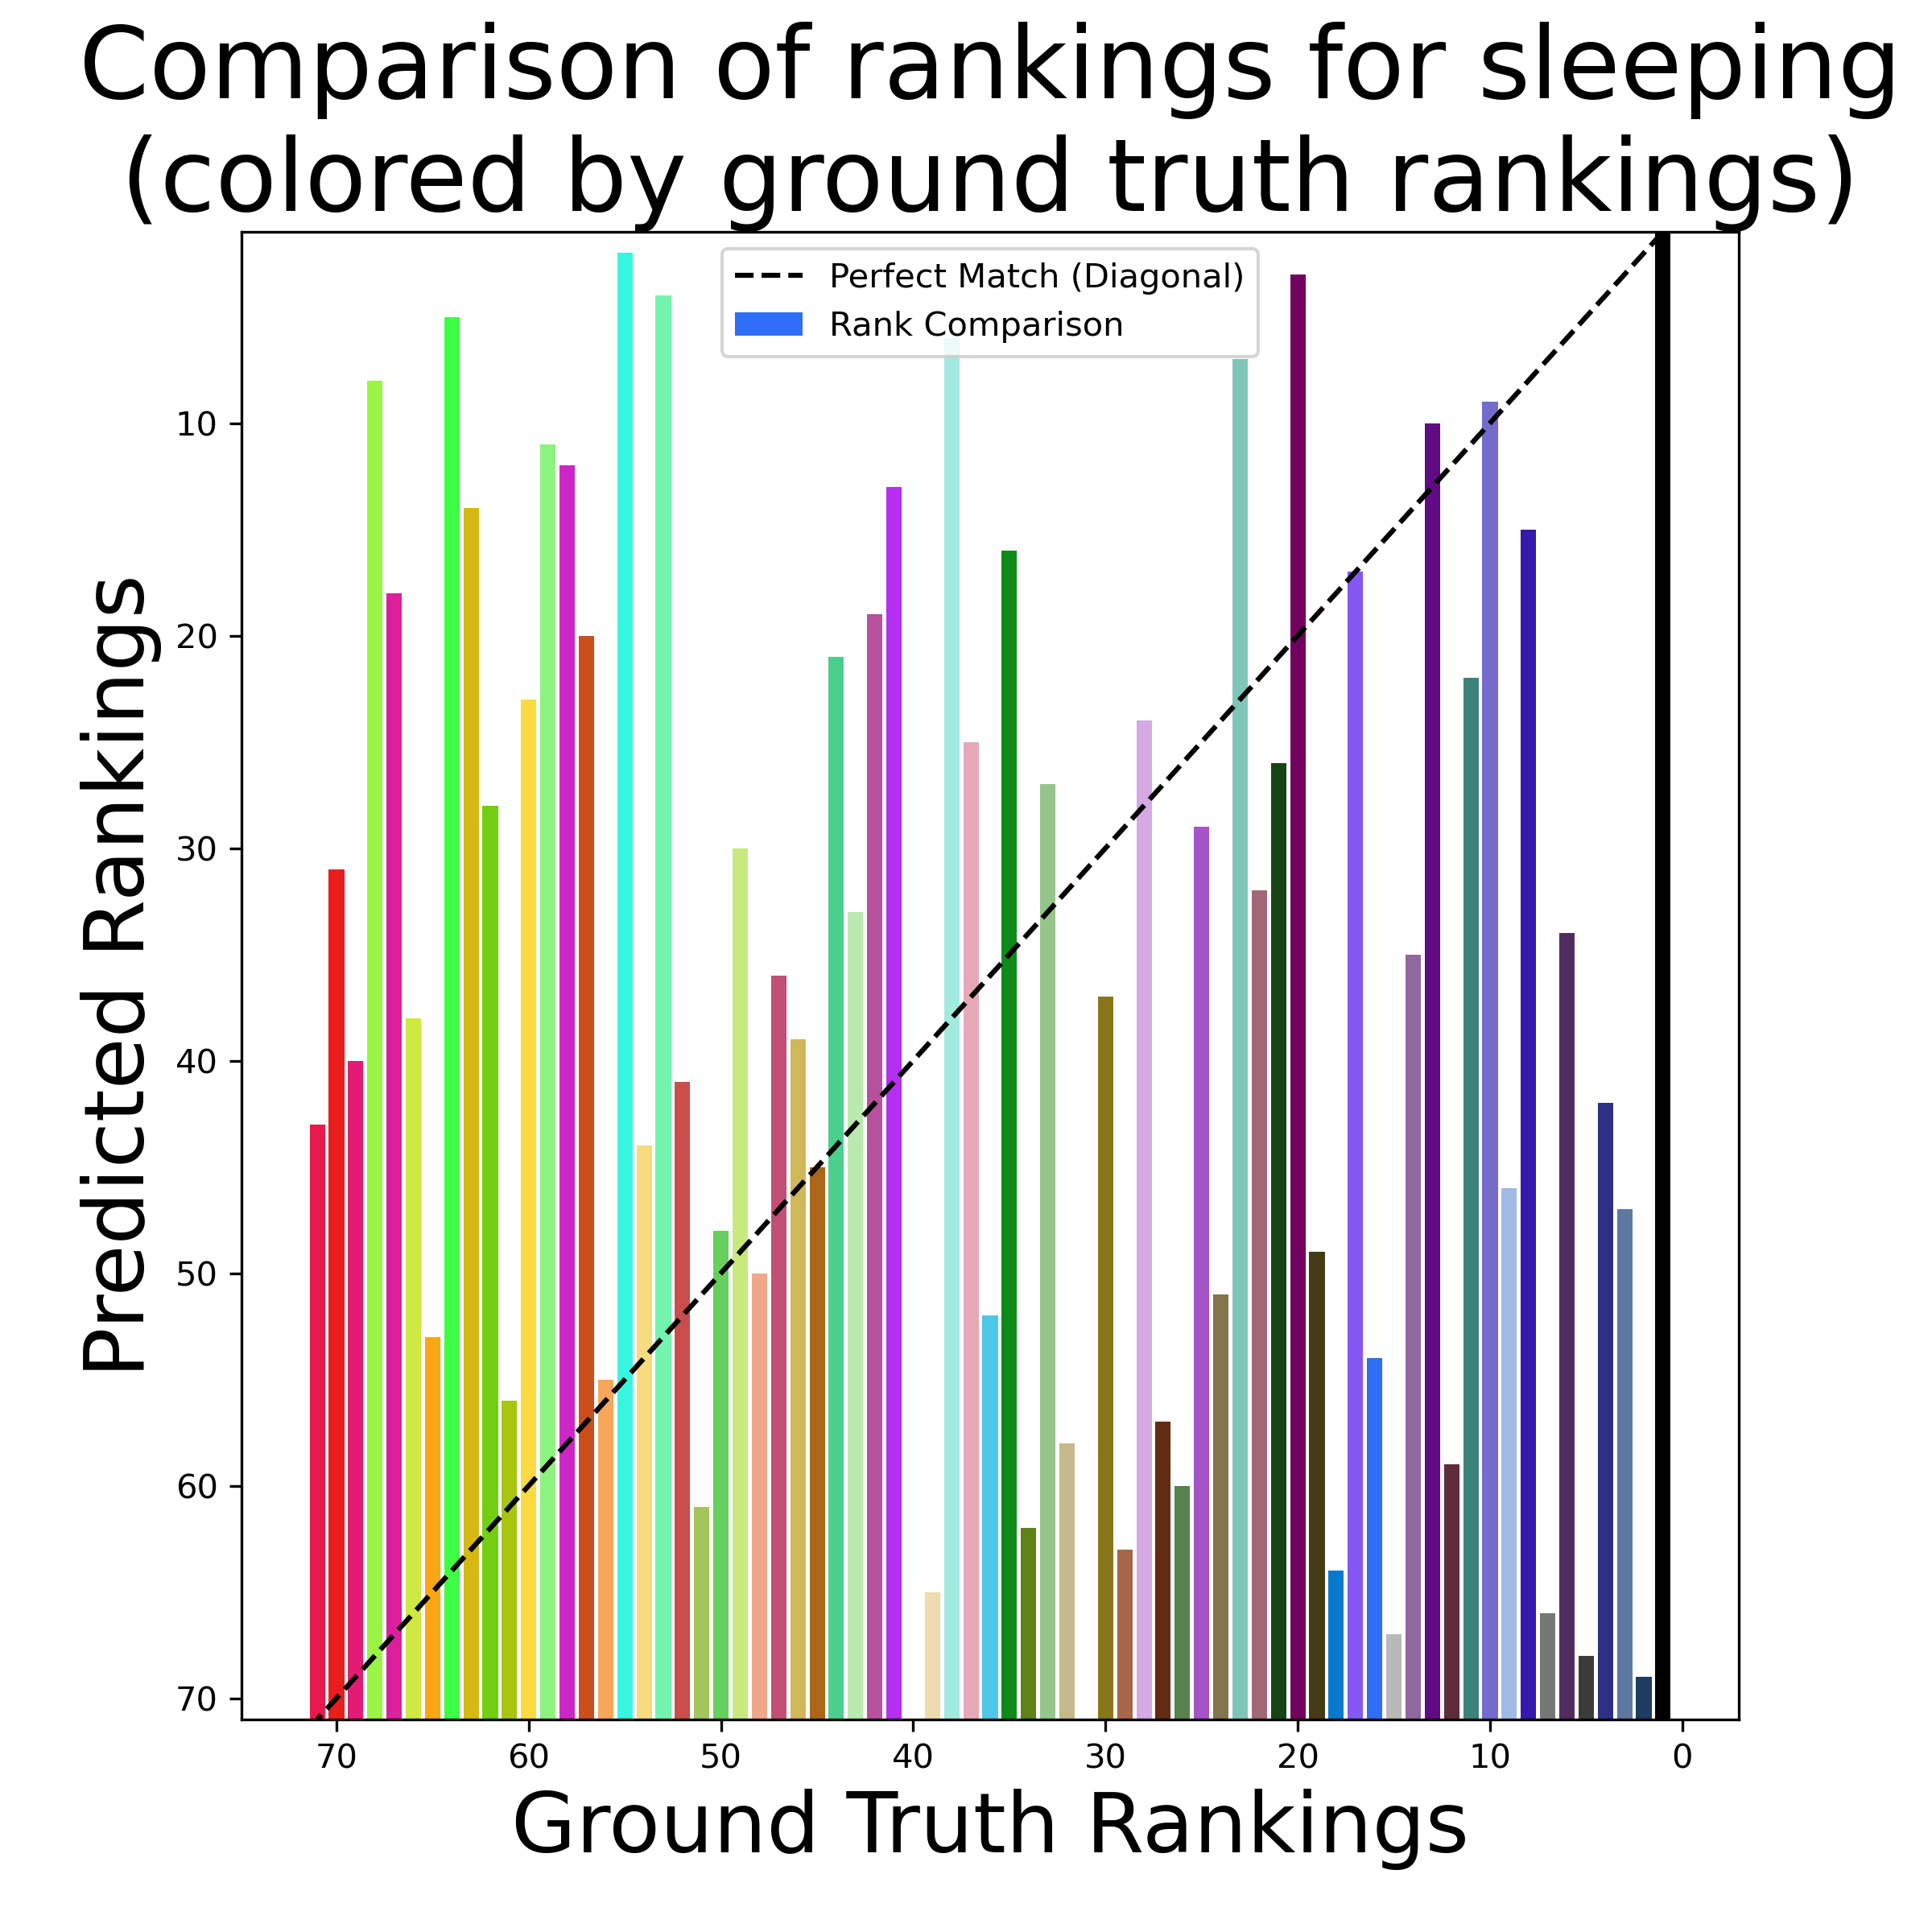 Comparison of rankings for sleeping
(colored by ground truth rankings)
Perfect Match (Diagonal)
Rank Comparison
Predicted Rankings
10
20
30
40
50
60
70
70 60 50 40 30 20 10 0
Ground Truth Rankings